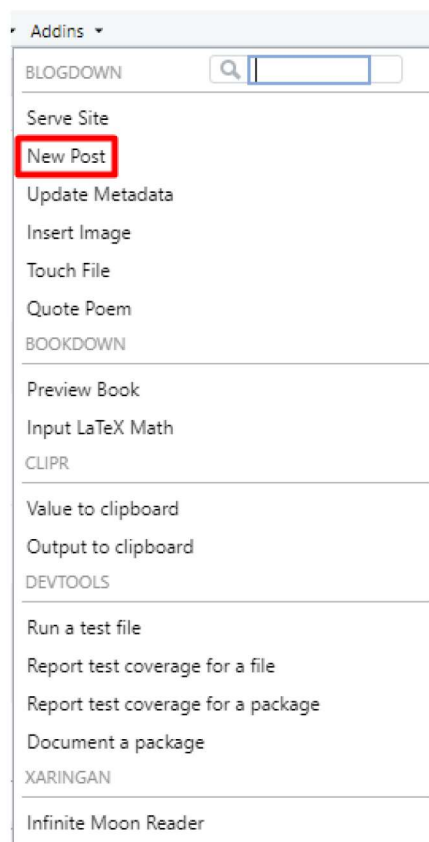 Addins
BLOGDOWN
Serve Site
New Post
Update Metadata
Insert Image
Touch File
Quote Poem
BOOKDOWN
Preview Book
Input LaTeX Math
CLIPR
Value to clipboard
Output to clipboard
DEVTOOLS
Run a test file
Report test coverage for a file
Report test coverage for a package
Document a package
XARINGAN
Infinite Moon Reader